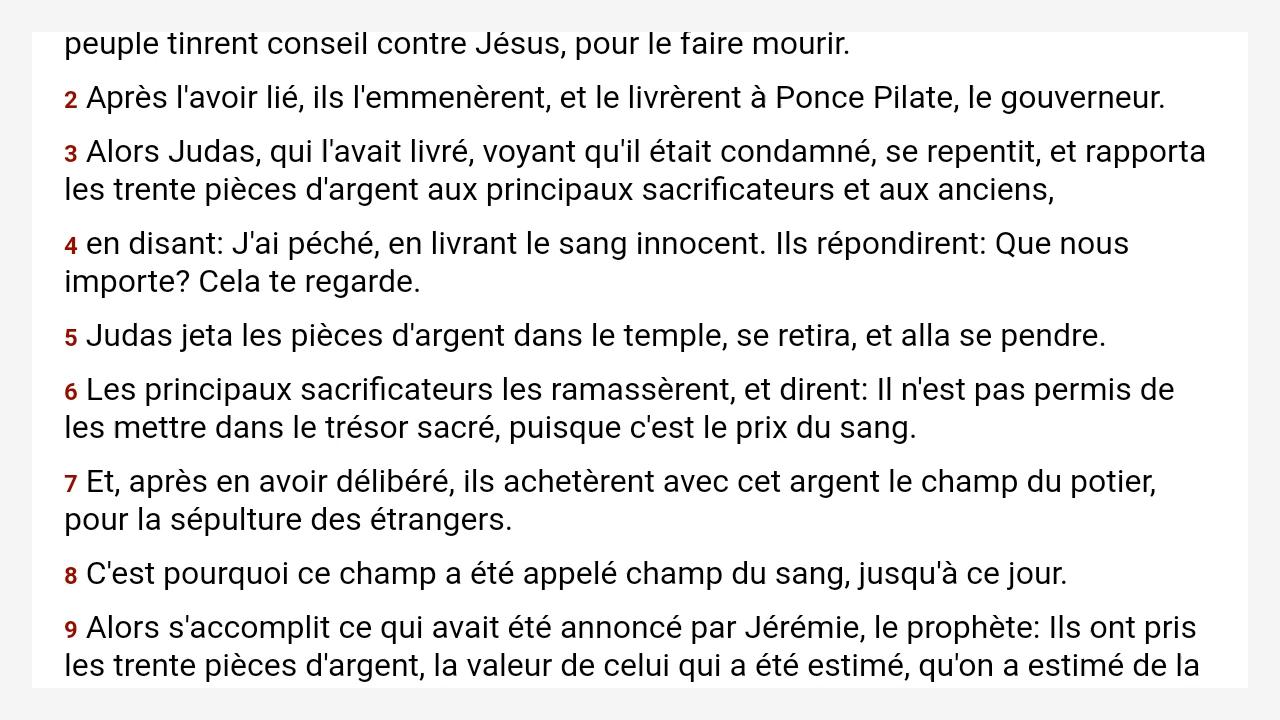 peuple tinrent conseil contre Jésus, pour le faire mourir.
2 Après l'avoir lié, ils l'emmenèrent, et le livrèrent à Ponce Pilate, le gouverneur.
3 Alors Judas, qui l'avait livré, voyant qu'il était condamné, se repentit, et rapporta
les trente pièces d'argent aux principaux sacrificateurs et aux anciens,
4 en disant: J'ai péché, en livrant le sang innocent. Ils répondirent: Que nous
importe? Cela te regarde.
5 Judas jeta les pièces d'argent dans le temple, se retira, et alla se pendre.
6 Les principaux sacrificateurs les ramassèrent, et dirent: Il n'est pas permis de
les mettre dans le trésor sacré, puisque c'est le prix du sang.
7 Et, après en avoir délibéré, ils achetèrent avec cet argent le champ du potier,
pour la sépulture des étrangers.
8 C'est pourquoi ce champ a été appelé champ du sang, jusqu'à ce jour.
9 Alors s'accomplit ce qui avait été annoncé par Jérémie, le prophète: Ils ont pris
les trente pièces d'argent, la valeur de celui qui a été estimé, qu'on a estimé de la